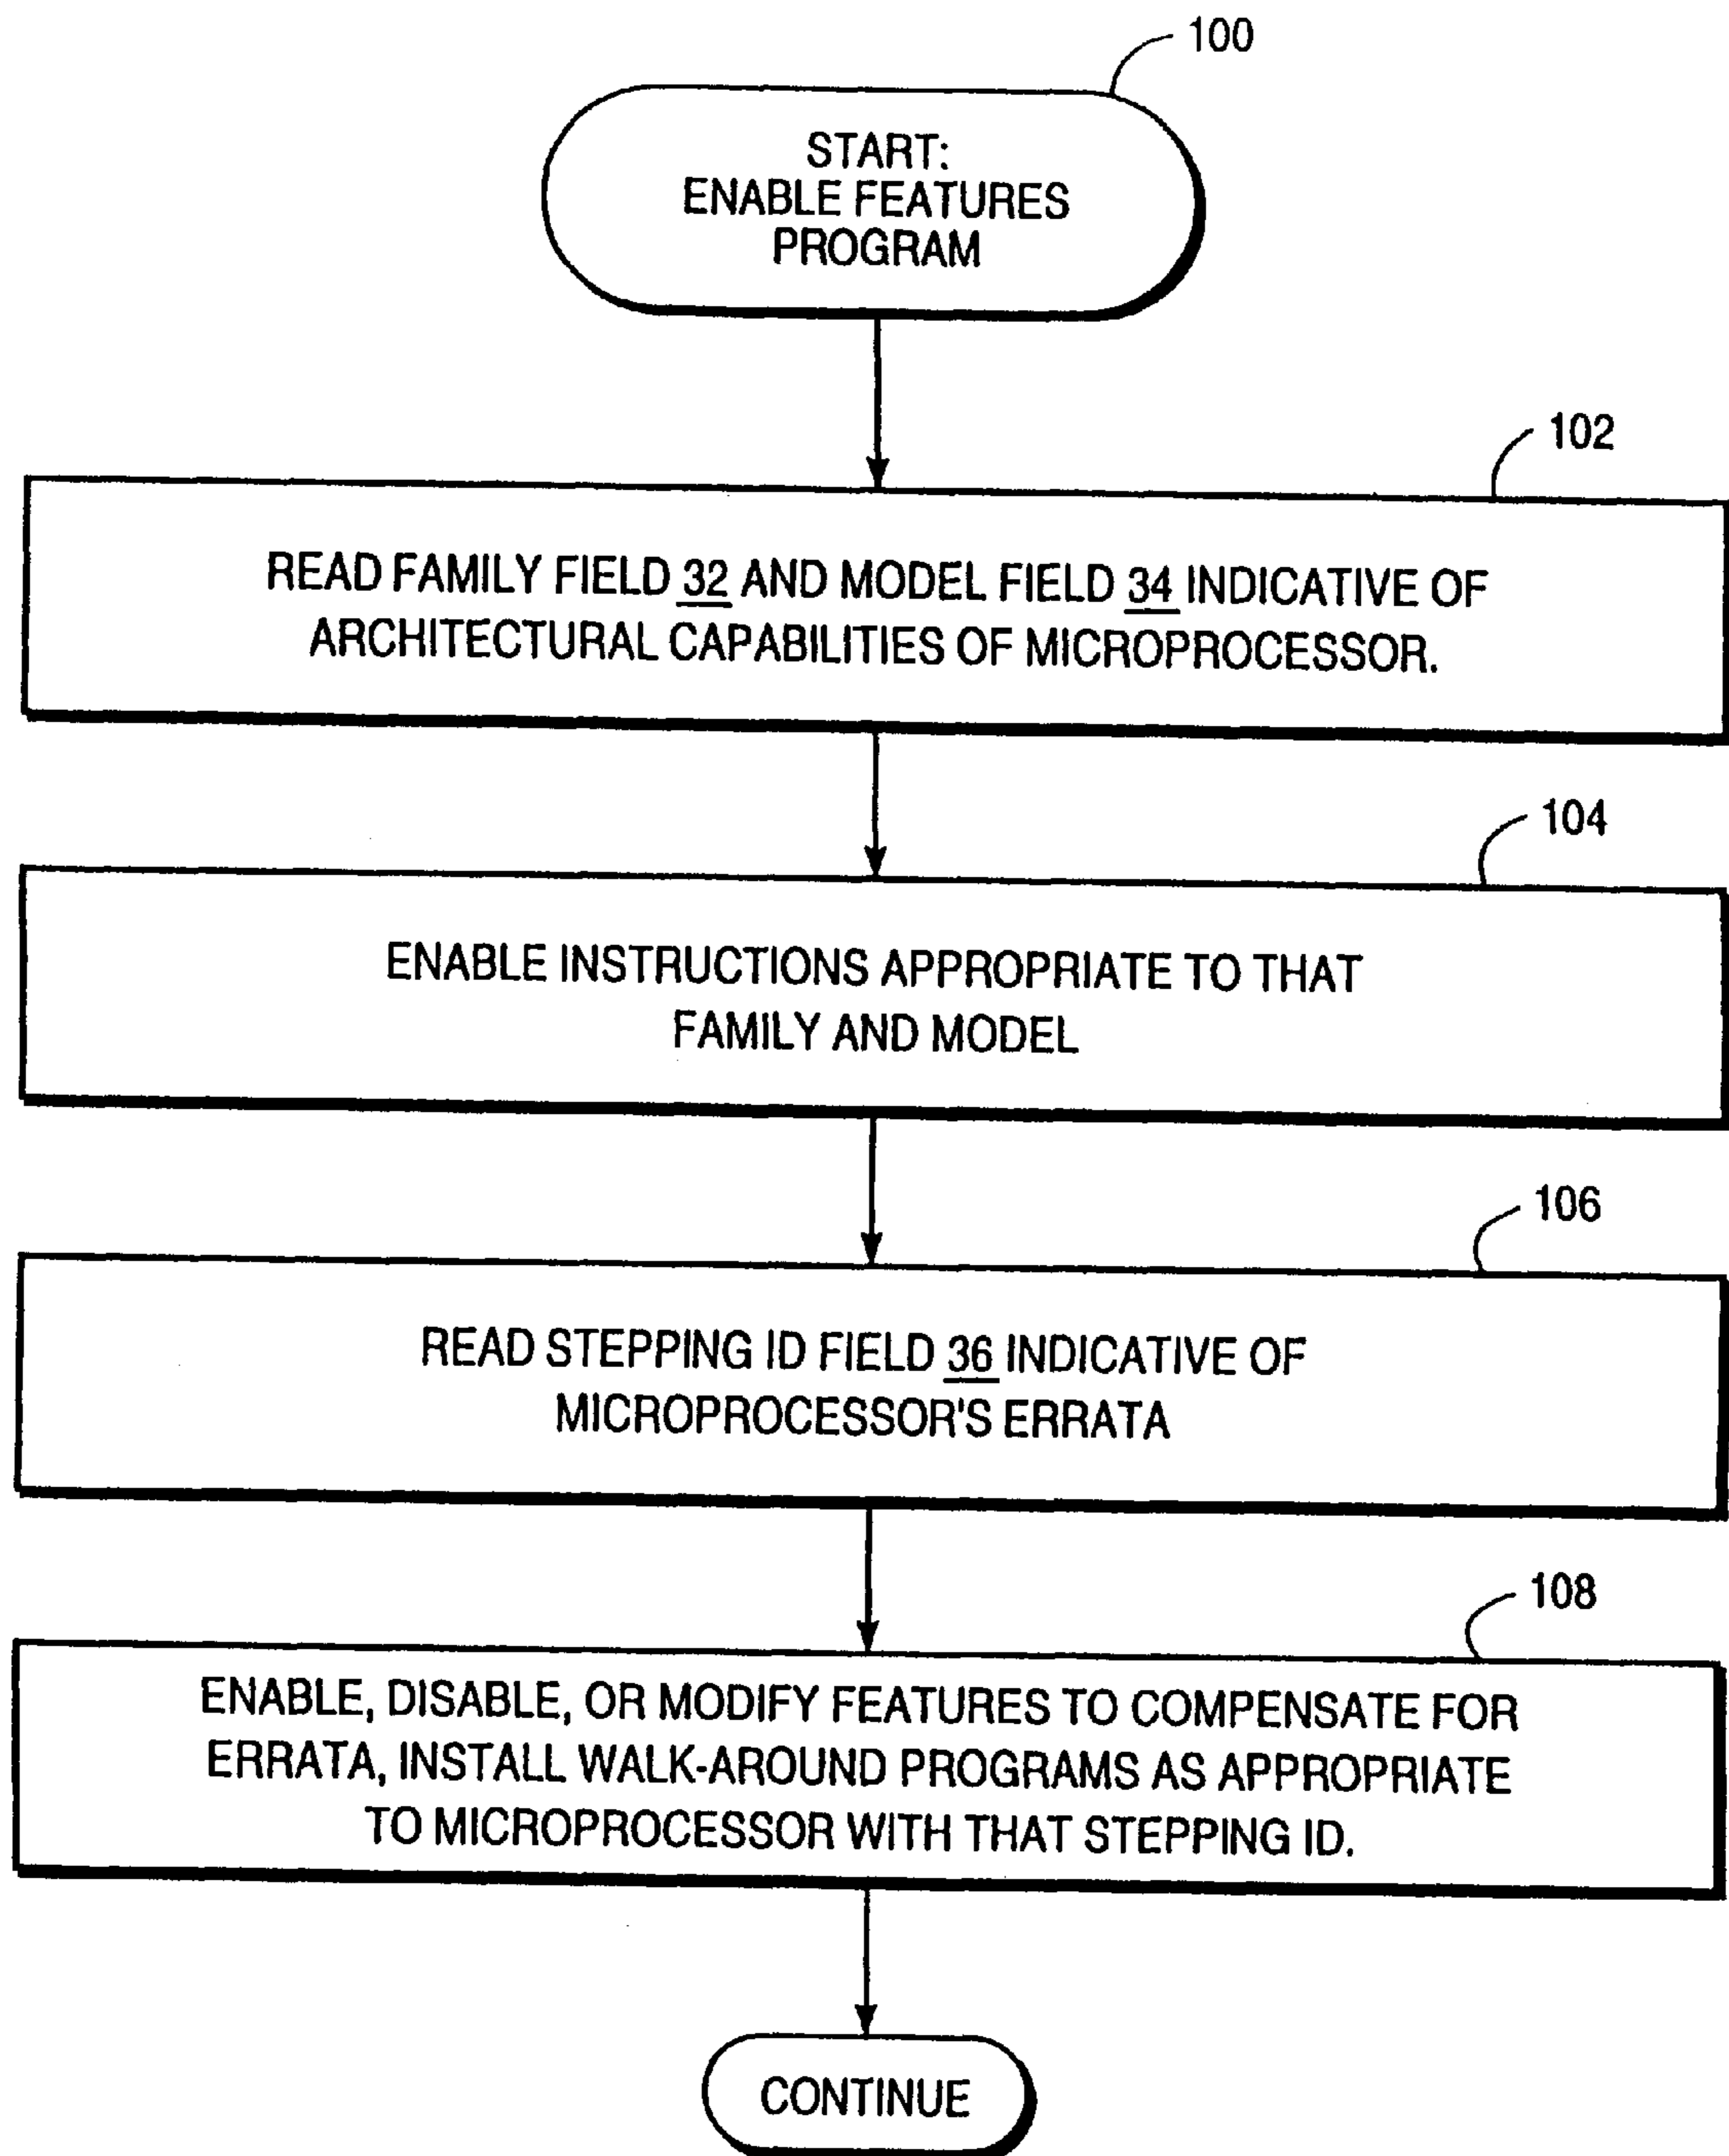 100
START:
ENABLE FEATURES
PROGRAM
102
READ FAMILY FIELD 32 AND MODEL FIELD 34 INDICATIVE OF
ARCHITECTURAL CAPABILITIES OF MICROPROCESSOR.
104
ENABLE INSTRUCTIONS APPROPRIATE TO THAT
FAMILY AND MODEL
106
READ STEPPING ID FIELD 36 INDICATIVE OF
MICROPROCESSOR'S ERRATA
108
ENABLE, DISABLE, OR MODIFY FEATURES TO COMPENSATE FOR
ERRATA, INSTALL WALK-AROUND PROGRAMS AS APPROPRIATE
TO MICROPROCESSOR WITH THAT STEPPING ID.
CONTINUE